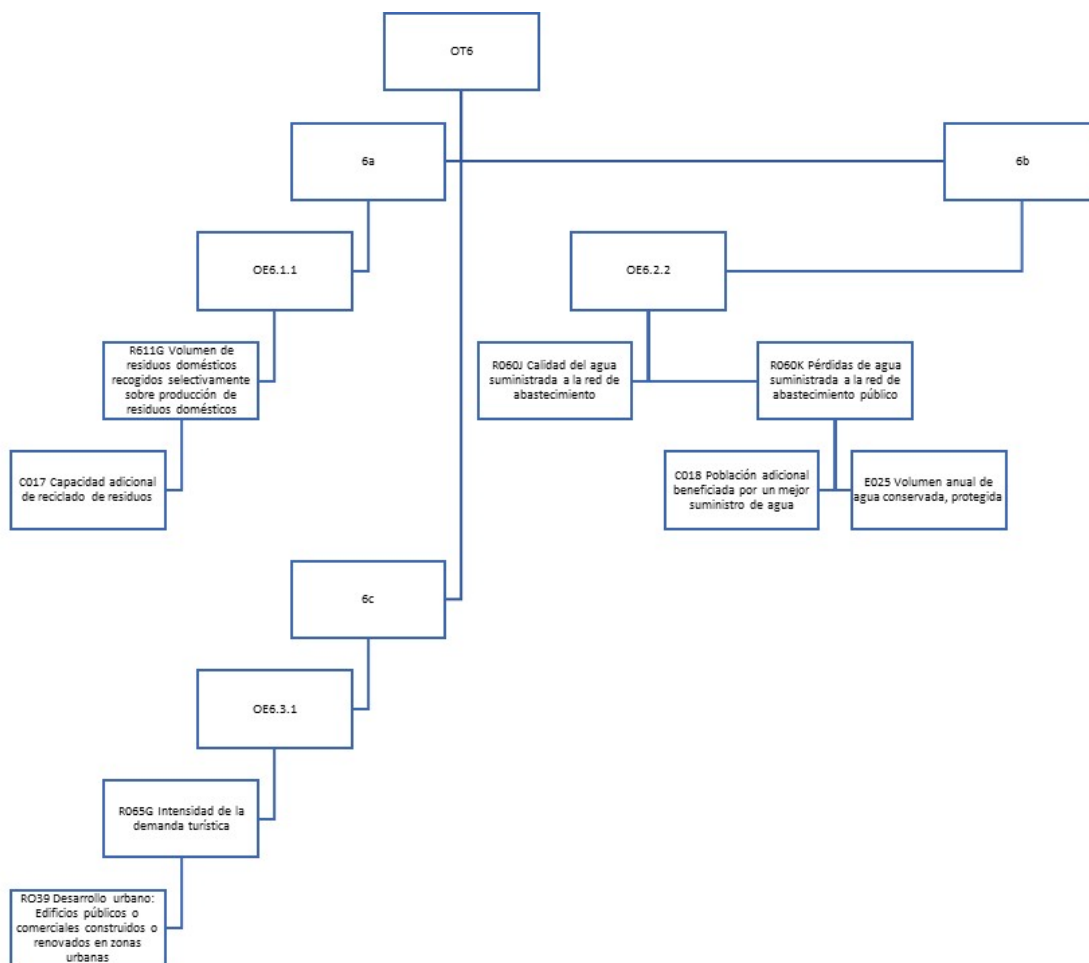 OT6
6a
6b
OE6.1.1
OE6.2.2
R611G Volumen de
residuos domésticos
recogidos selectivamente
sobre producción de
residuos domésticos
R060J Calidad del agua
suministrada a la red de
abastecimiento
R060K Pérdidas de agua
suministrada a la red de
abastecimiento público
C017 Capacidad adicional
de reciclado de residuos
C018 Población adicional
beneficiada por un mejor
suministro de agua
E025 Volumen anual de
agua conservada, protegida
6c
OE6.3.1
R065G Intensidad de la
demanda turística
RO39 Desarrollo urbano:
Edificios públicos o
comerciales construidos o
renovados en zonas
urbanas